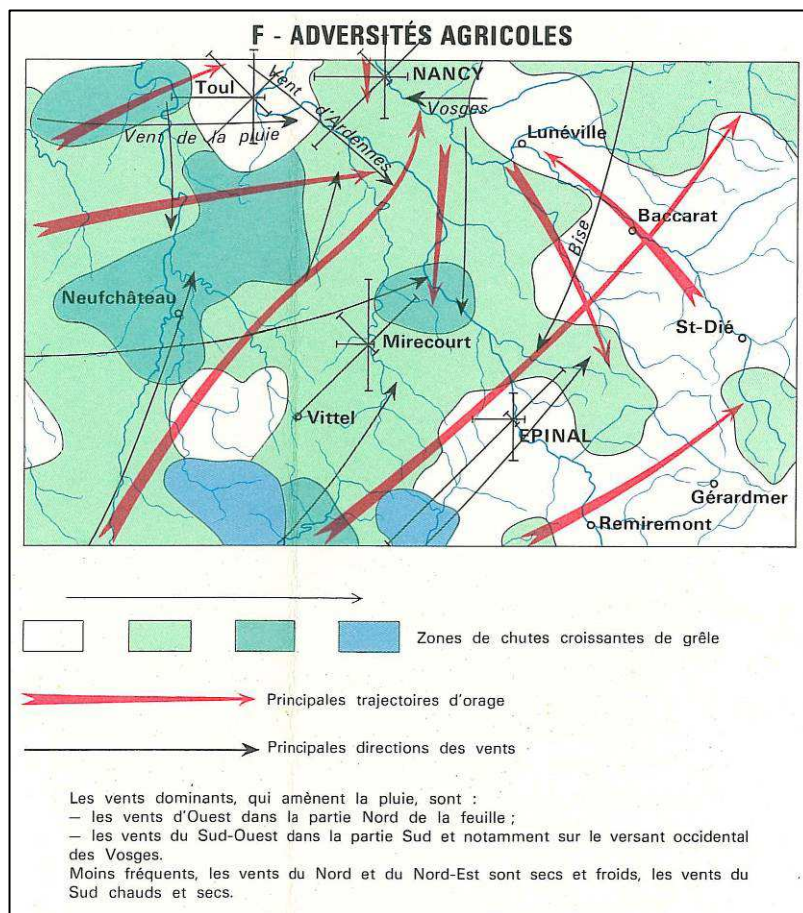 F - ADVERSITÉS AGRICOLES
Toul
NANCY
Vent d'Ardennes
Vosges
Vent de la pluie
Lunéville
Baccarat
Bise
Neufchâteau
Mirecourt
St-Dié
Vittel
EPINAL
Gérardmer
Remiremont
Zones de chutes croissantes de grêle
Principales trajectoires d'orage
Principales directions des vents
Les vents dominants, qui amènent la pluie, sont :
— les vents d'Ouest dans la partie Nord de la feuille ;
— les vents du Sud-Ouest dans la partie Sud et notamment sur le versant occidental
des Vosges.
Moins fréquents, les vents du Nord et du Nord-Est sont secs et froids, les vents du
Sud chauds et secs.